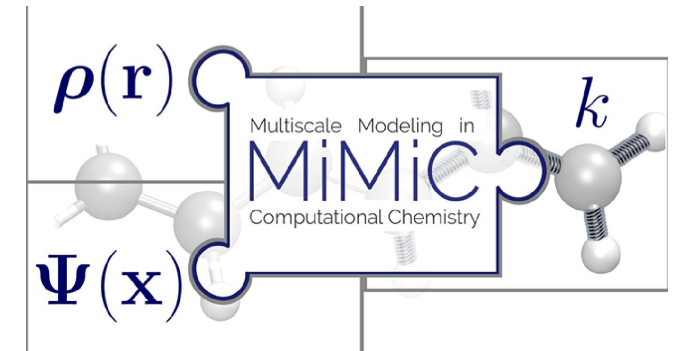 ρ(r)
k
Multiscale Modeling in
MiMiC
Computational Chemistry
Ψ(x)